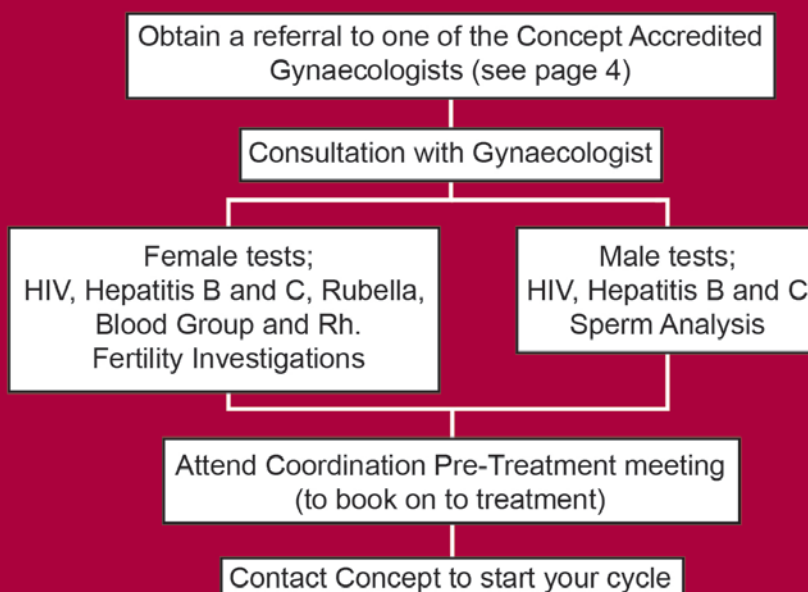 Obtain a referral to one of the Concept Accredited
Gynaecologists (see page 4)
Consultation with Gynaecologist
Female tests;
HIV, Hepatitis B and C, Rubella,
Blood Group and Rh.
Fertility Investigations
Male tests;
HIV, Hepatitis B and C
Sperm Analysis
Attend Coordination Pre-Treatment meeting
(to book on to treatment)
Contact Concept to start your cycle